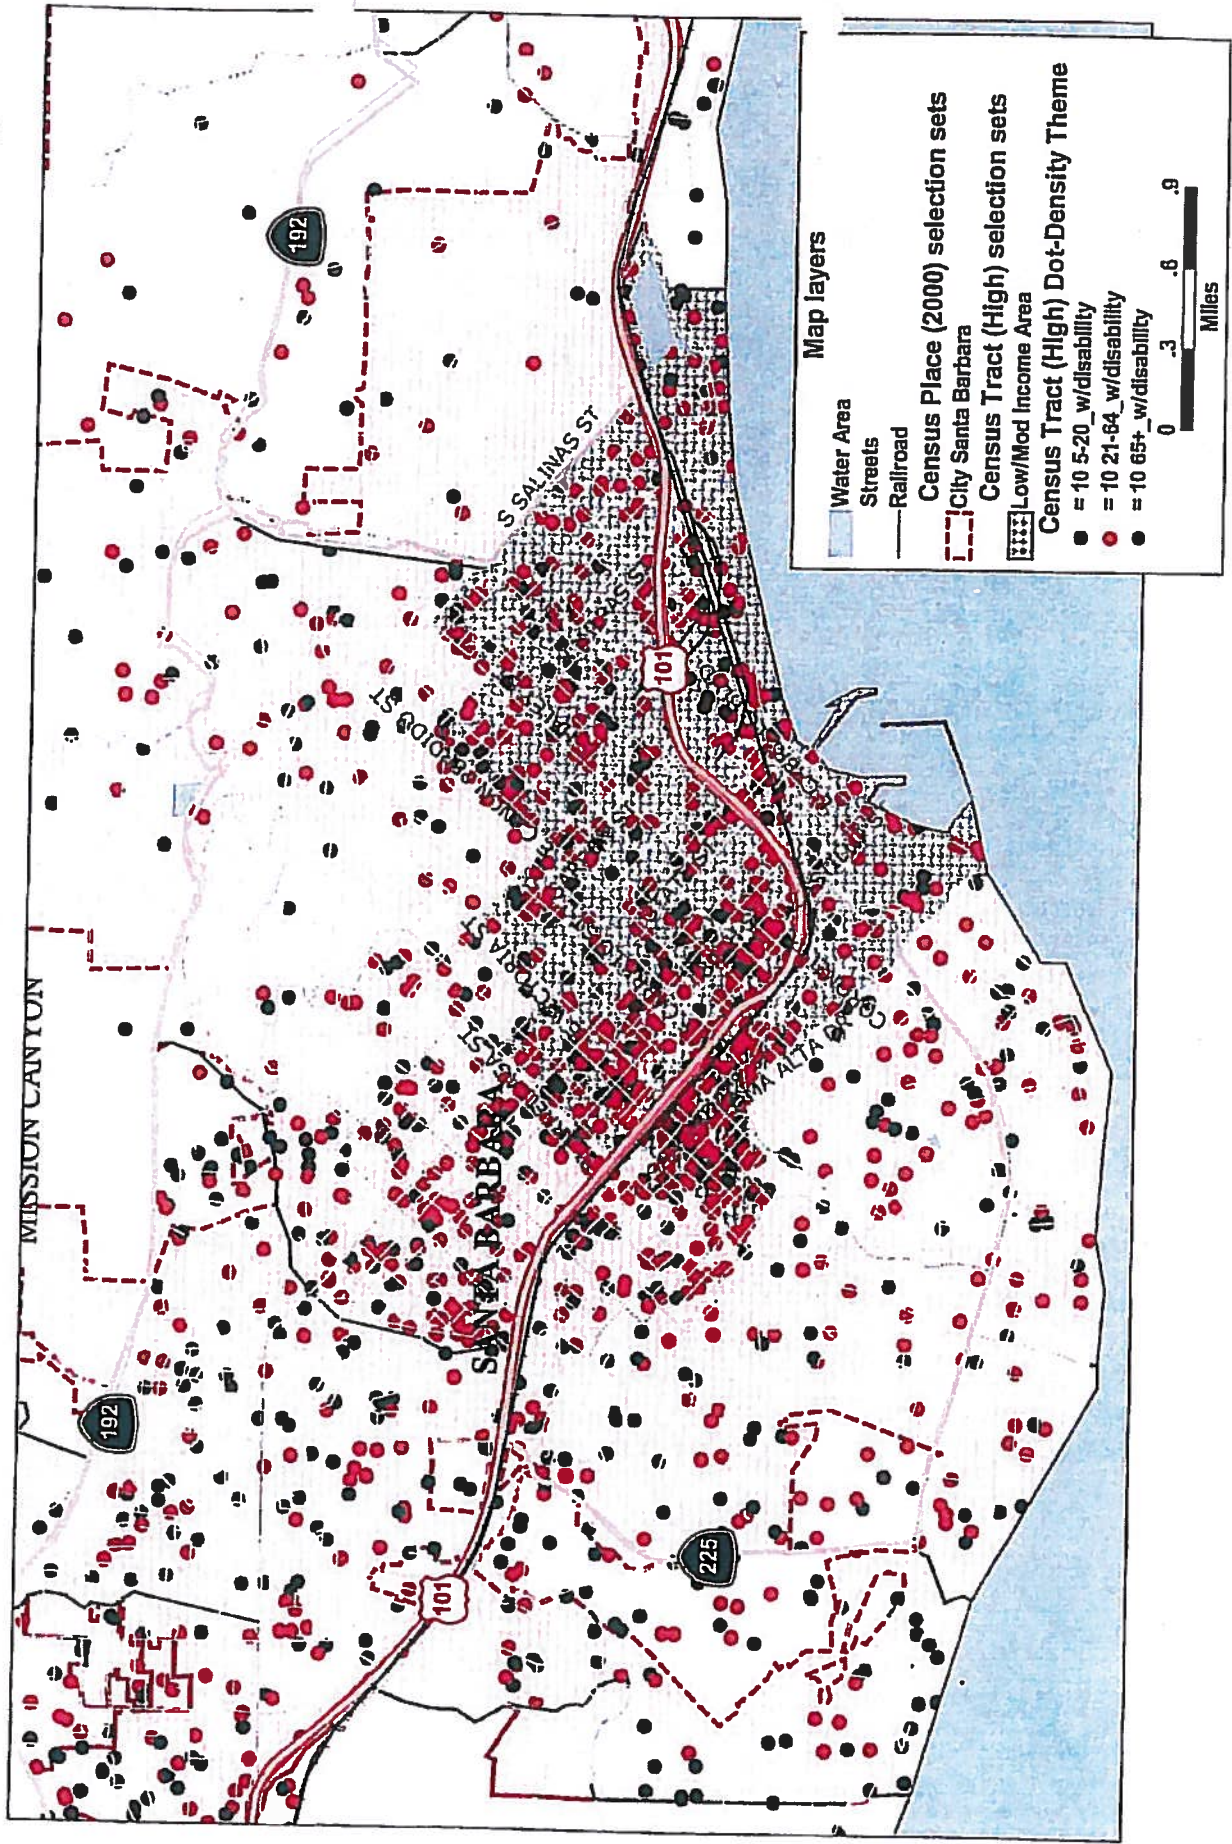 MISSION CANYON
192
192
S SALINAS ST
101
SANTA BARBARA
101
225
Map layers
Water Area
Streets
Railroad
Census Place (2000) selection sets
City Santa Barbara
Census Tract (High) selection sets
Low/Mod Income Area
Census Tract (High) Dot-Density Theme
= 10 5-20_w/disability
= 10 21-64_w/disability
= 10 65+_w/disability
0 .3 .6 .9
Miles